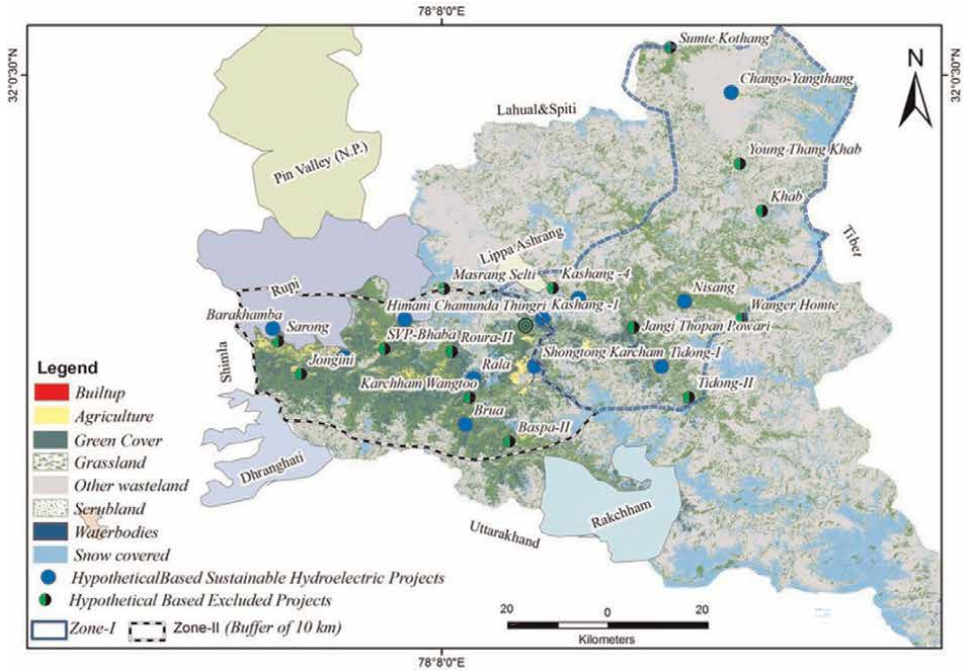 78°8'0"E
32°0'30"N
32°0'30"N
N
Sumte Kothang
Chango-Yangthang
Lahual&Spiti
Pin Valley (N.P.)
Young Thang Khab
Khab
Tibet
Lippa Ashrang
Rupi
Masrang Selti
Kashang -4
Nisang
Barakhamba
Himani Chamunda
Thingri
Kashang -1
Wanger Homte
Sarong
SVP-Bhaba
Roura-II
Jangi Thopan Powari
Shimla
Jongini
Rala
Shongtong Karcham
Tidong-I
Karchham Wangtoo
Tidong-II
Brua
Baspa-II
Dhranghati
Rakchham
Uttarakhand
Legend
Builtup
Agriculture
Green Cover
Grassland
Other wasteland
Serubland
Waterbodies
Snow covered
HypotheticalBased Sustainable Hydroelectric Projects
Hypothetical Based Excluded Projects
Zone-I Zone-II (Buffer of 10 km)
20 0 20
Kilometers
78°8'0"E